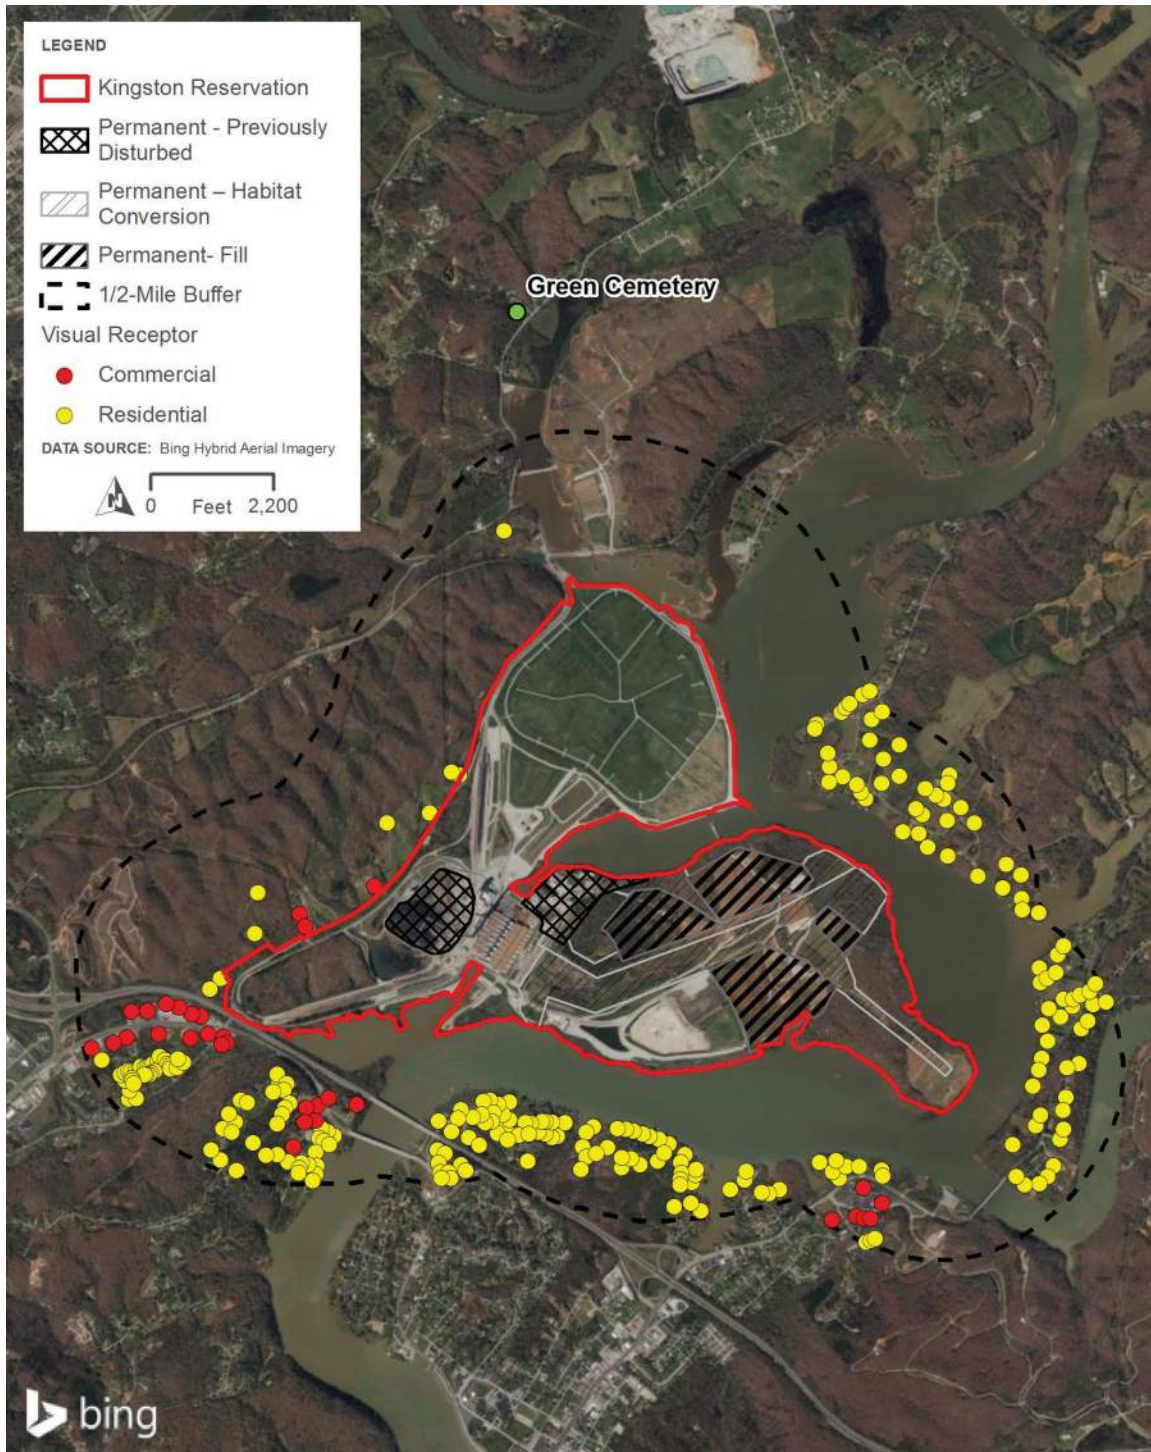 LEGEND
Kingston Reservation
Permanent - Previously
Disturbed
Permanent – Habitat
Conversion
Permanent- Fill
1/2-Mile Buffer
Visual Receptor
Commercial
Residential
DATA SOURCE: Bing Hybrid Aerial Imagery
N 0 Feet 2,200
Green Cemetery
bing